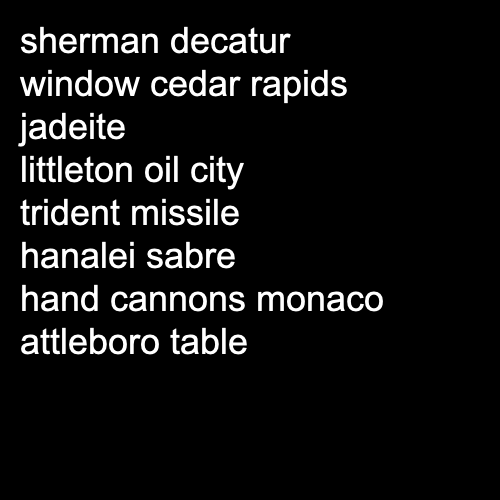 sherman decatur
window cedar rapids
jadeite
littleton oil city
trident missile
hanalei sabre
hand cannons monaco
attleboro table